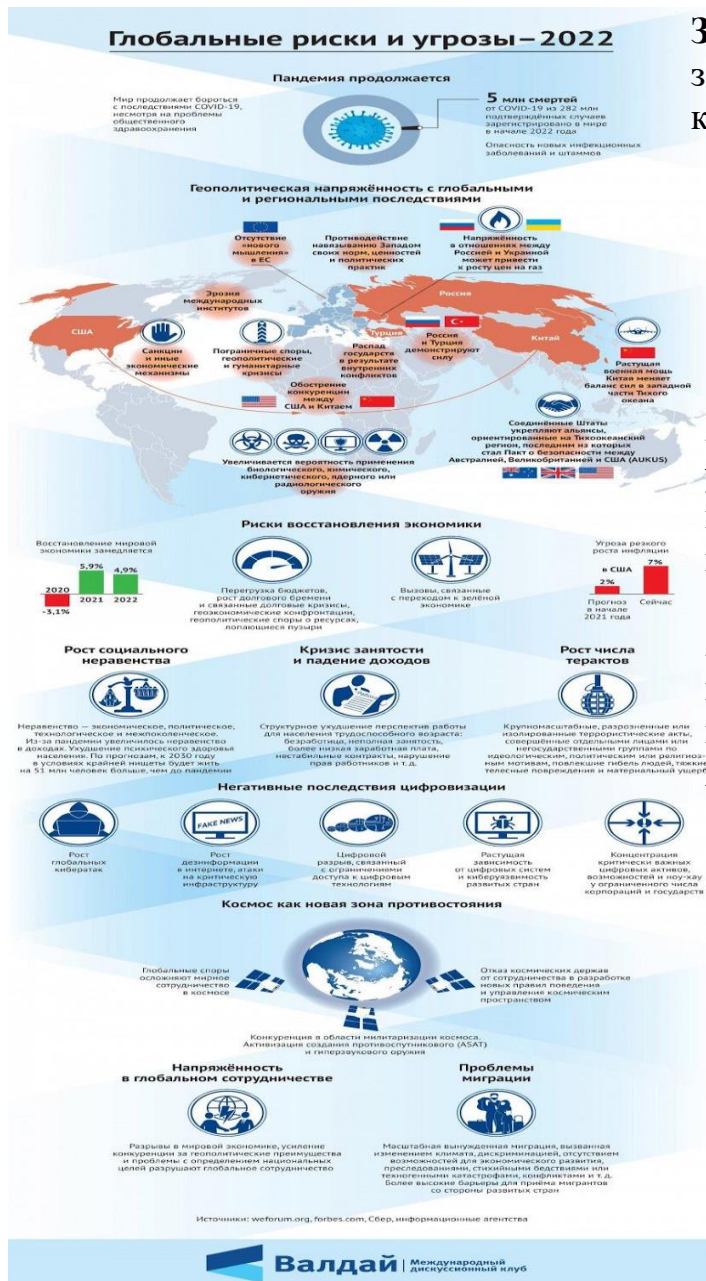 Глобальные риски и угрозы–2022
З
з
к
Пандемия продолжается
Мир продолжает бороться
с последствиями COVID-19,
несмотря на проблемы
общественного
здравоохранения
5 млн смертей
от COVID-19 из 282 млн
подтверждённых случаев
зарегистрировано в мире
в начале 2022 года
Опасность новых инфекционных
заболеваний и штаммов
Геополитическая напряжённость с глобальными
и региональными последствиями
Отсутствие
«нового
мышления»
в ЕС
Противодействие
навязыванию Западом
своих норм, ценностей
и политических
практик
Напряжённость
в отношениях между
Россией и Украиной
может привести
к росту цен на газ
Эрозия
международных
институтов
Россия
США
Турция
Китай
Санкции
и иные
экономические
механизмы
Пограничные споры,
геополитические
и гуманитарные
кризисы
Распад
государств
в результате
внутренних
конфликтов
Россия
и Турция
демонстрируют
силу
Растущая
военная мощь
Китая меняет
баланс сил в западной
части Тихого
океана
Обострение
конкуренции
между
США и Китаем
Соединённые Штаты
укрепляют альянсы,
ориентированные на Тихоокеанский
регион, последним из которых
стал Пакт о безопасности между
Австралией, Великобританией и США (AUKUS)
Увеличивается вероятность применения
биологического, химического,
кибернетического, ядерного или
радиологического
оружия
Риски восстановления экономики
Восстановление мировой
экономики замедляется
5,9%
4,9%
2020
2021
2022
-3,1%
Перегрузка бюджетов,
рост долгового бремени
и связанные долговые кризисы,
геоэкономические конфронтации,
геополитические споры о ресурсах,
лопающиеся пузыри
Вызовы, связанные
с переходом к зелёной
экономике
Угроза резкого
роста инфляции
в США
7%
2%
Прогноз
в начале
2021 года
Сейчас
Рост социального
неравенства
Неравенство — экономическое, политическое,
технологическое и межпоколенческое.
Из-за пандемии увеличилось неравенство
в доходах. Ухудшение психического здоровья
населения. По прогнозам, к 2030 году
в условиях крайней нищеты будет жить
на 51 млн человек больше, чем до пандемии
Кризис занятости
и падение доходов
Структурное ухудшение перспектив работы
для населения трудоспособного возраста:
безработица, неполная занятость,
более низкая заработная плата,
нестабильные контракты, нарушение
прав работников и т. д.
Рост числа
терактов
Крупномасштабные, разрозненные или
изолированные террористические акты,
совершённые отдельными лицами или
негосударственными группами по
идеологическим, политическим или религиоз-
ным мотивам, повлекшие гибель людей, тяжкие
телесные повреждения и материальный ущерб
Негативные последствия цифровизации
FAKE NEWS
Рост
глобальных
кибератак
Рост
дезинформации
в интернете, атаки
на критическую
инфраструктуру
Цифровой
разрыв, связанный
с ограничениями
доступа к цифровым
технологиям
Растущая
зависимость
от цифровых систем
и киберуязвимость
развитых стран
Концентрация
критически важных
цифровых активов,
возможностей и ноу-хау
у ограниченного числа
корпораций и государств
Космос как новая зона противостояния
Глобальные споры
осложняют мирное
сотрудничество
в космосе
Отказ космических держав
от сотрудничества в разработке
новых правил поведения
и управления космическим
пространством
Конкуренция в области милитаризации космоса.
Активизация создания противоспутникового (ASAT)
и гиперзвукового оружия
Напряжённость
в глобальном сотрудничестве
Разрывы в мировой экономике, усиление
конкуренции за геополитические преимущества
и проблемы с определением национальных
целей разрушают глобальное сотрудничество
Проблемы
миграции
Масштабная вынужденная миграция, вызванная
изменением климата, дискриминацией, отсутствием
возможностей для экономического развития,
преследованиями, стихийными бедствиями или
техногенными катастрофами, конфликтами и т. д.
Более высокие барьеры для приёма мигрантов
со стороны развитых стран
Источники: weforum.org, forbes.com, Сбер, информационные агентства
Валдай
Международный
дискуссионный клуб